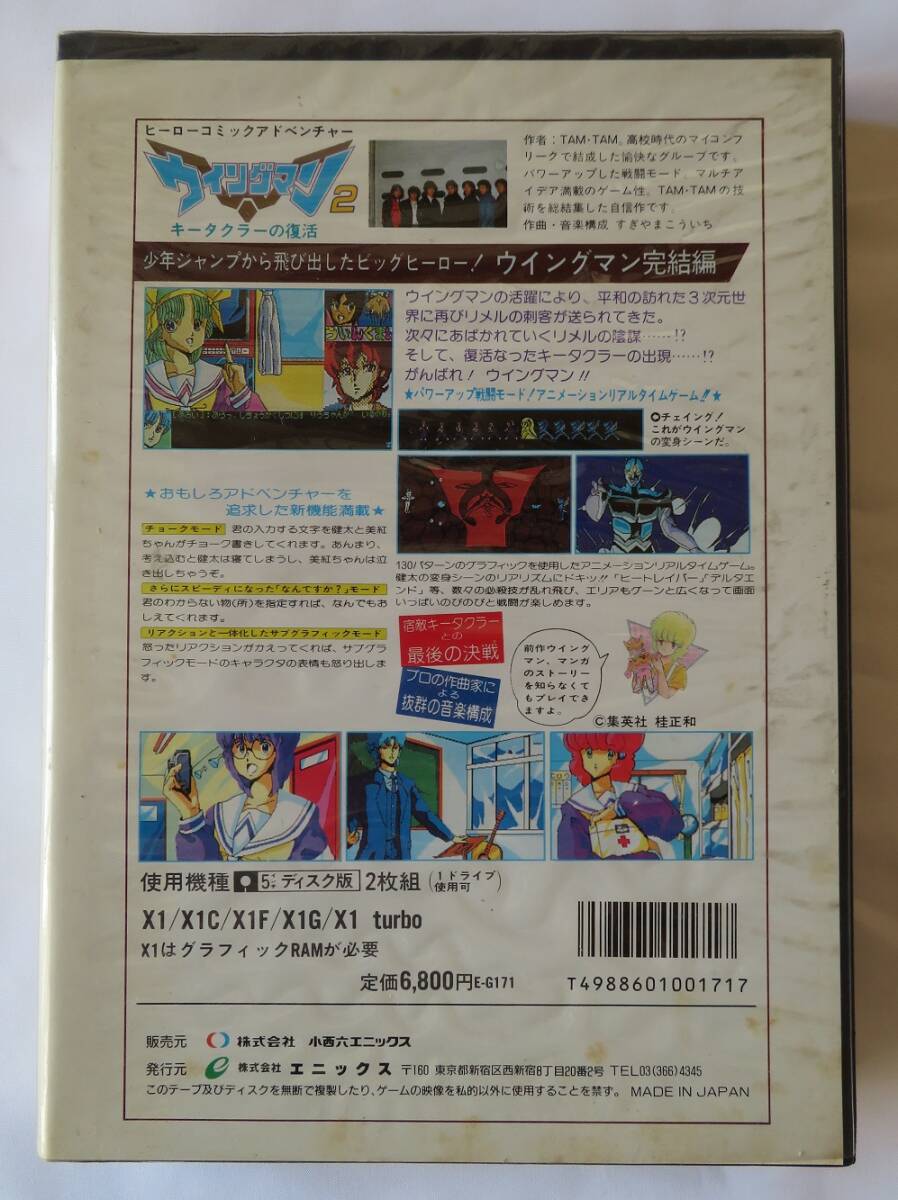 ヒーローコミックアドベンチャー
ウイングマン2
キータクラーの復活
作者：TAM・TAM。高校時代のマイコンフ
リークで結成した愉快なグループです。
パワーアップした戦闘モード、マルチア
イデア満載のゲーム性。TAM・TAMの技
術を総結集した自信作です。
作曲・音楽構成 すぎやまこういち
少年ジャンプから飛び出したビッグヒーロー！ ウイングマン完結編
ウイングマンの活躍により、平和の訪れた3次元世
界に再びリメルの刺客が送られてきた。
次々にあばかれていくリメルの陰謀……!?
そして、復活なったキータクラーの出現……!?
がんばれ！ ウイングマン!!
★パワーアップ戦闘モード！アニメーションリアルタイムゲーム!!★
チェイング！
これがウイングマン
の変身シーンだ。
★おもしろアドベンチャーを
追求した新機能満載★
チョークモード 君の入力する文字を健太と美紅
ちゃんがチョーク書きしてくれます。あんまり、
考え込むと健太は寝てしまうし、美紅ちゃんは泣
き出しちゃうぞ。
さらにスピーディになった「なんですか？」モード
君のわからない物(所)を指定すれば、なんでもお
しえてくれます。
リアクションと一体化したサブグラフィックモード
怒ったリアクションがかえってくれば、サブグラ
フィックモードのキャラクタの表情も怒り出しま
す。
130パターンのグラフィックを使用したアニメーションリアルタイムゲーム。
健太の変身シーンのリアリズムにドキッ!!「ヒートレイバー」「デルタエ
ンド」等、数々の必殺技が乱れ飛び、エリアもグーンと広くなって画面
いっぱいのびのびと戦闘が楽しめます。
宿敵キータクラー
との
最後の決戦
プロの作曲家に
よる
抜群の音楽構成
前作ウイング
マン、マンガ
のストーリー
を知らなくて
もプレイでき
ますよ。
©集英社 桂正和
使用機種 5インチディスク版 2枚組 (1ドライブ使用可)
X1/X1C/X1F/X1G/X1 turbo
X1はグラフィックRAMが必要
定価6,800円E-G171
T4988601001717
販売元 株式会社 小西六エニックス
発行元 株式会社 エニックス 〒160 東京都新宿区西新宿8丁目20番2号 TEL03(366)4345
このテープ及びディスクを無断で複製したり、ゲームの映像を私的以外に使用することを禁ず。 MADE IN JAPAN